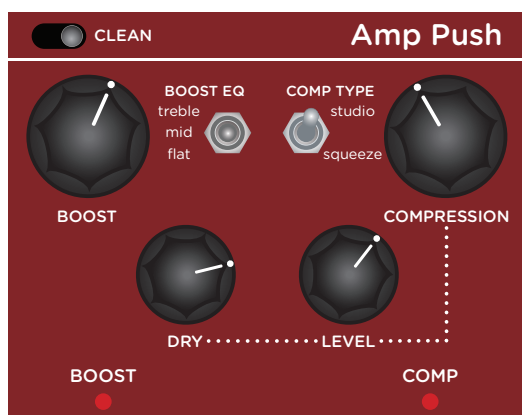 CLEAN
Amp Push
BOOST EQ
treble
mid
flat
COMP TYPE
studio
squeeze
BOOST
COMPRESSION
DRY
LEVEL
BOOST
COMP